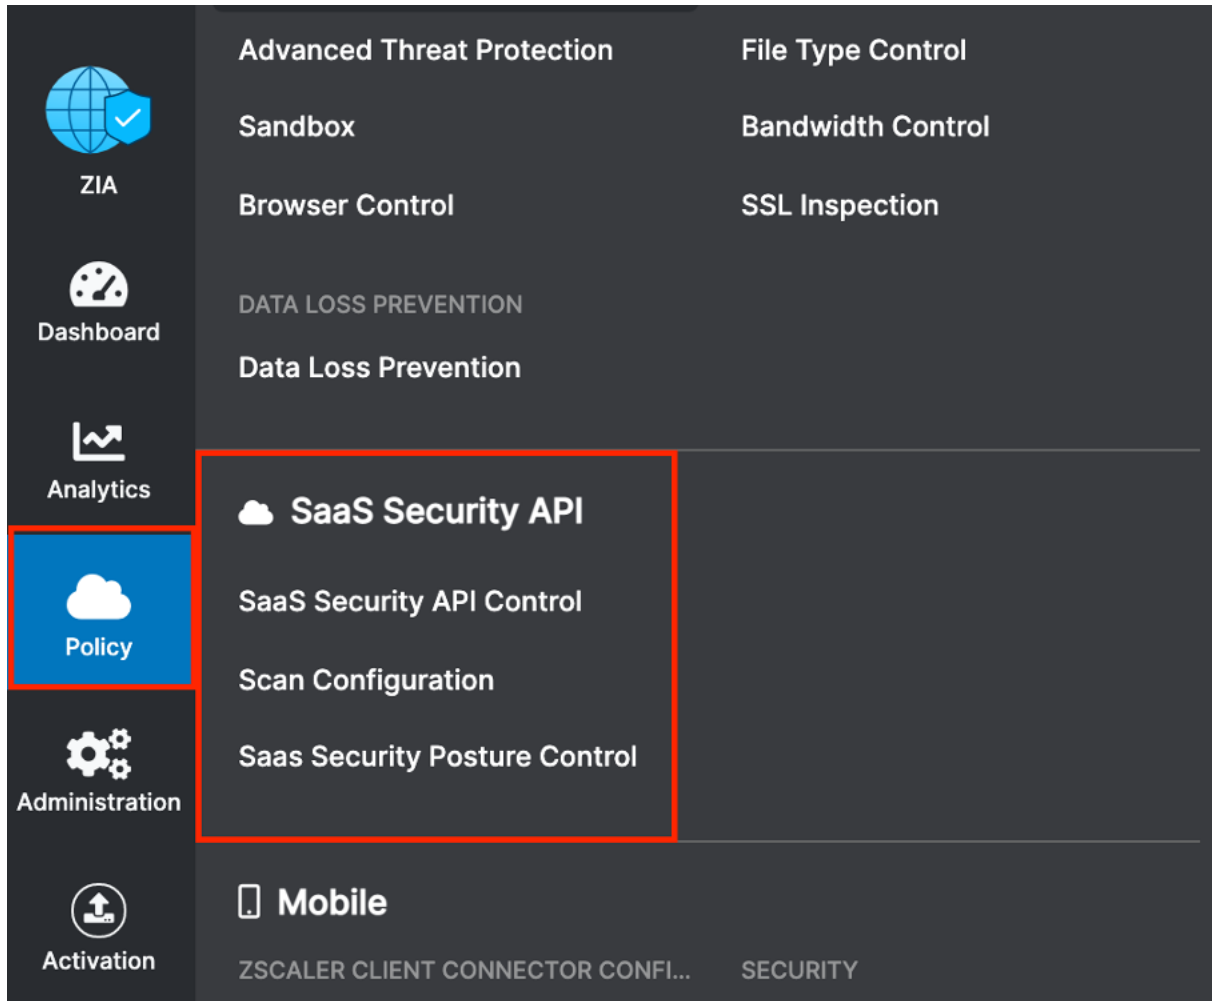 ZIA
Dashboard
Analytics
Policy
Administration
Activation
Advanced Threat Protection
File Type Control
Sandbox
Bandwidth Control
Browser Control
SSL Inspection
DATA LOSS PREVENTION
Data Loss Prevention
SaaS Security API
SaaS Security API Control
Scan Configuration
Saas Security Posture Control
Mobile
ZSCALER CLIENT CONNECTOR CONFI...
SECURITY